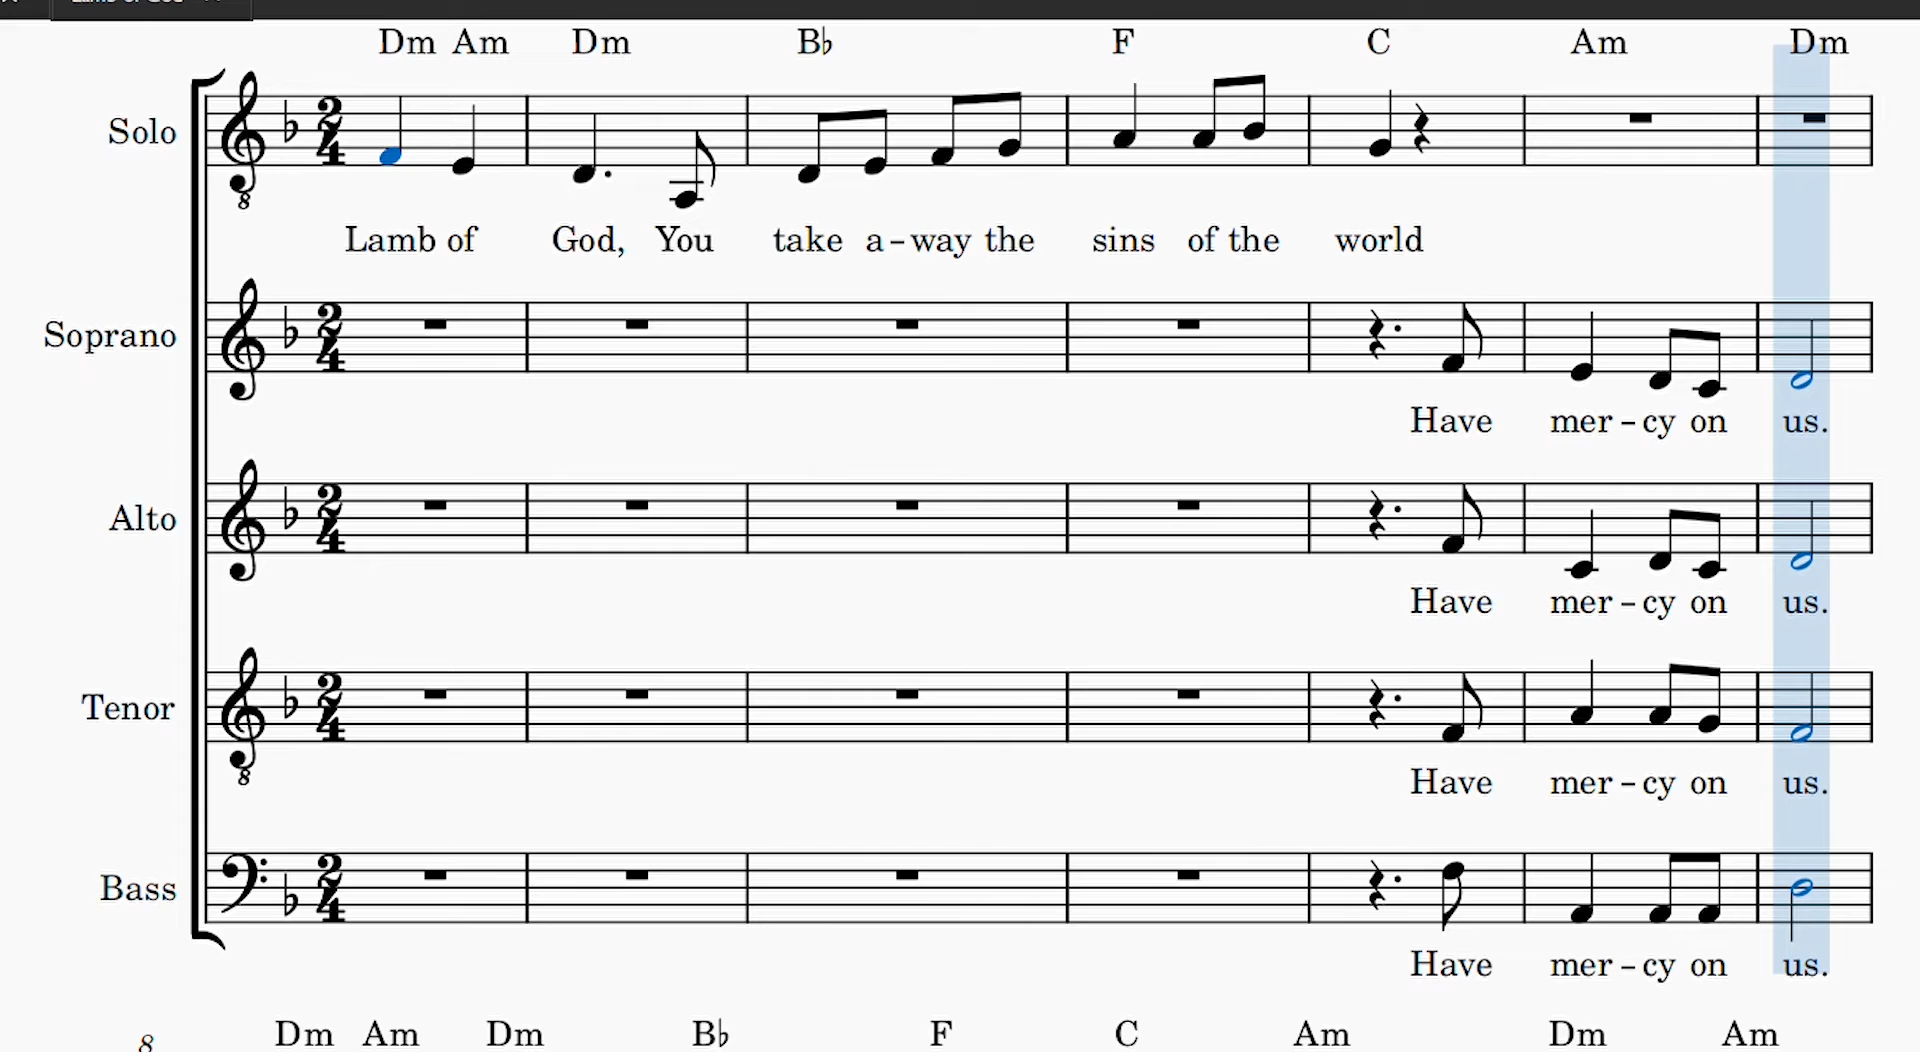 Dm Am Dm B♭ F C Am Dm
Solo
Lamb of God, You take a-way the sins of the world
Soprano
Have mer-cy on us.
Alto
Have mer-cy on us.
Tenor
Have mer-cy on us.
Bass
Have mer-cy on us.
8 Dm Am Dm B♭ F C Am Dm Am